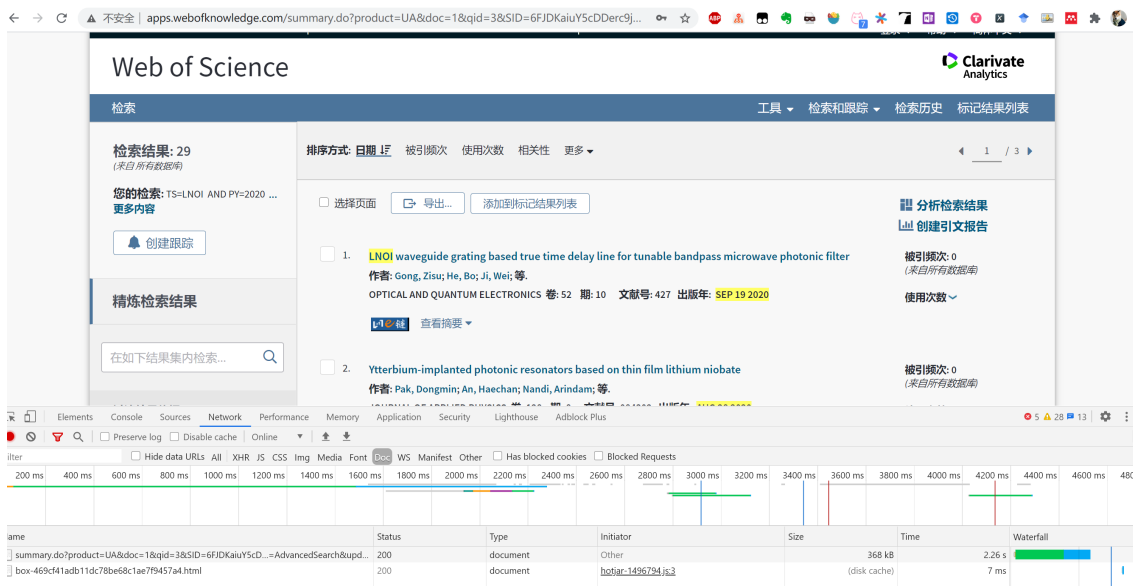 不安全 | apps.webofknowledge.com/summary.do?product=UA&doc=1&qid=3&SID=6FJDKaiuY5cDDerc9j...
Web of Science
Clarivate
Analytics
检索
工具 检索和跟踪 检索历史 标记结果列表
检索结果: 29
(来自所有数据库)
您的检索: TS=LNOI AND PY=2020 ...
更多内容
创建跟踪
精炼检索结果
在如下结果集内检索...
排序方式: 日期 被引频次 使用次数 相关性 更多
1 / 3
选择页面 导出... 添加到标记结果列表
分析检索结果
创建引文报告
1. LNOI waveguide grating based true time delay line for tunable bandpass microwave photonic filter
作者: Gong, Zisu; He, Bo; Ji, Wei; 等.
OPTICAL AND QUANTUM ELECTRONICS 卷: 52 期: 10 文献号: 427 出版年: SEP 19 2020
查看摘要
被引频次: 0
(来自所有数据库)
使用次数
2. Ytterbium-implanted photonic resonators based on thin film lithium niobate
作者: Pak, Dongmin; An, Haechan; Nandi, Arindam; 等.
被引频次: 0
(来自所有数据库)
Elements Console Sources Network Performance Memory Application Security Lighthouse Adblock Plus 5 28 13
Preserve log Disable cache Online
ilter Hide data URLs All XHR JS CSS Img Media Font Doc WS Manifest Other Has blocked cookies Blocked Requests
200 ms 400 ms 600 ms 800 ms 1000 ms 1200 ms 1400 ms 1600 ms 1800 ms 2000 ms 2200 ms 2400 ms 2600 ms 2800 ms 3000 ms 3200 ms 3400 ms 3600 ms 3800 ms 4000 ms 4200 ms 4400 ms 4600 ms 480
ame Status Type Initiator Size Time Waterfall
summary.do?product=UA&doc=1&qid=3&SID=6FJDKaiuY5cD...=AdvancedSearch&upd... 200 document Other 368 kB 2.26 s
box-469cf41adb11dc78be68c1ae7f9457a4.html 200 document hotjar-1496794.js:3 (disk cache) 7 ms